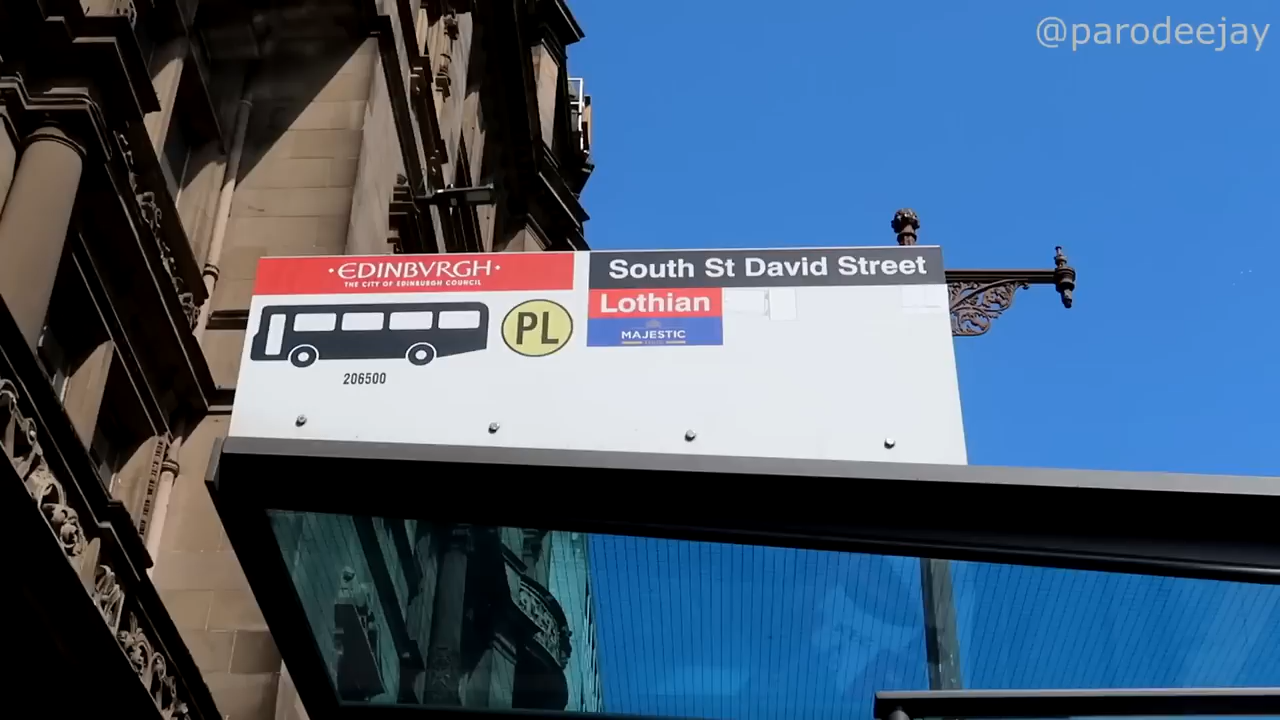 @parodeejay
·EDINBVRGH·
THE CITY OF EDINBURGH COUNCIL
PL
206500
South St David Street
Lothian
MAJESTIC